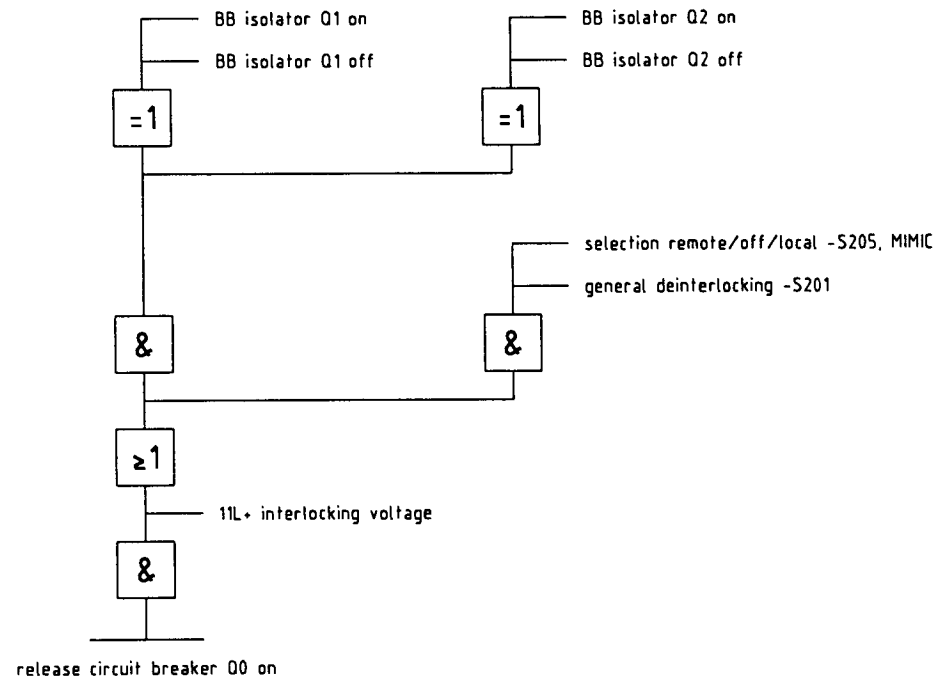 BB isolator Q1 on
BB isolator Q2 on
BB isolator Q1 off
BB isolator Q2 off
=1
=1
selection remote/off/local -S205, MIMIC
general deinterlocking -S201
&
&
≥1
11L+ interlocking voltage
&
release circuit breaker Q0 on